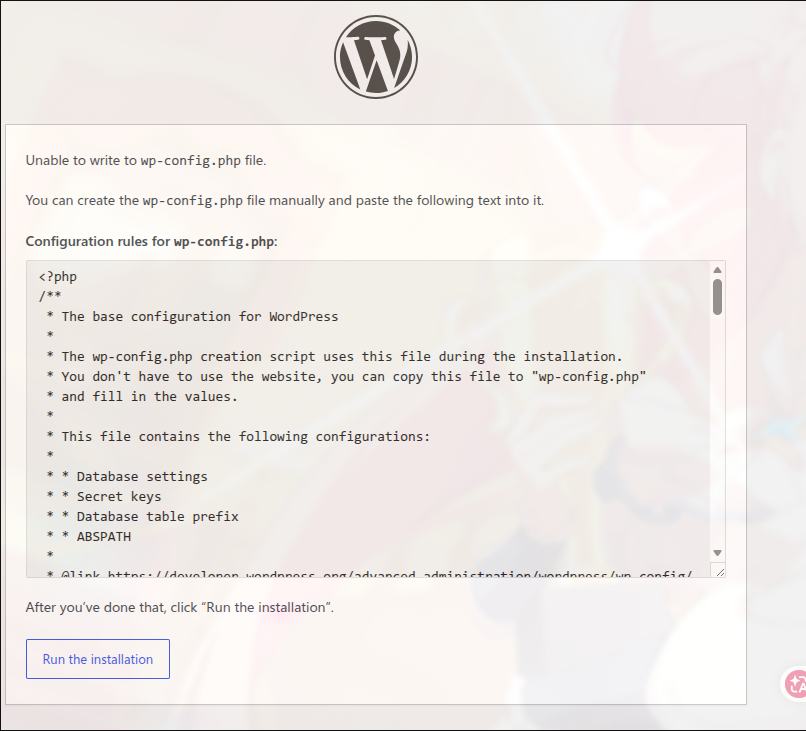 Unable to write to wp-config.php file.
You can create the wp-config.php file manually and paste the following text into it.
Configuration rules for wp-config.php:
<?php
/**
 * The base configuration for WordPress
 *
 * The wp-config.php creation script uses this file during the installation.
 * You don't have to use the website, you can copy this file to "wp-config.php"
 * and fill in the values.
 *
 * This file contains the following configurations:
 *
 * * Database settings
 * * Secret keys
 * * Database table prefix
 * * ABSPATH
 *
 * @link https://developer.wordpress.org/advanced-administration/wordpress/wp-config/
After you’ve done that, click “Run the installation”.
Run the installation